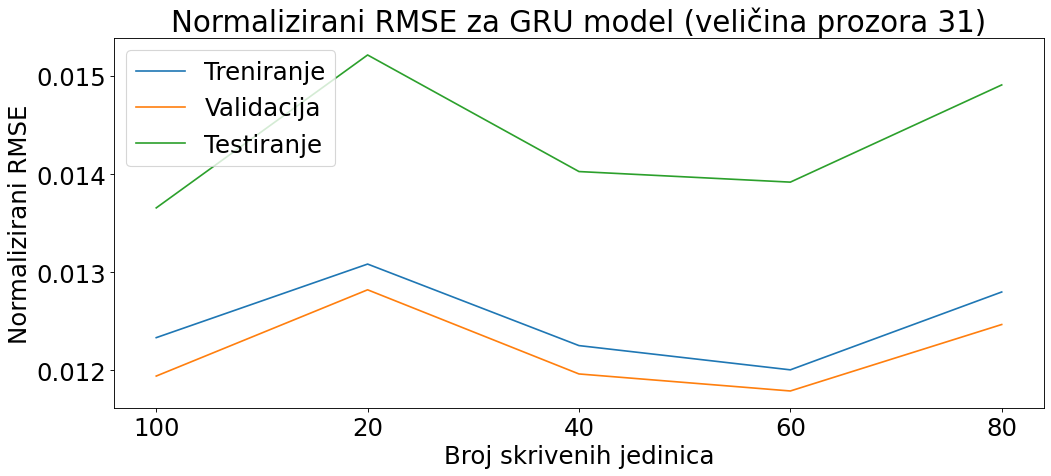 Normalizirani RMSE za GRU model (veličina prozora 31)
Treniranje
Validacija
Testiranje
Normalizirani RMSE
0.015
0.014
0.013
0.012
100 20 40 60 80
Broj skrivenih jedinica